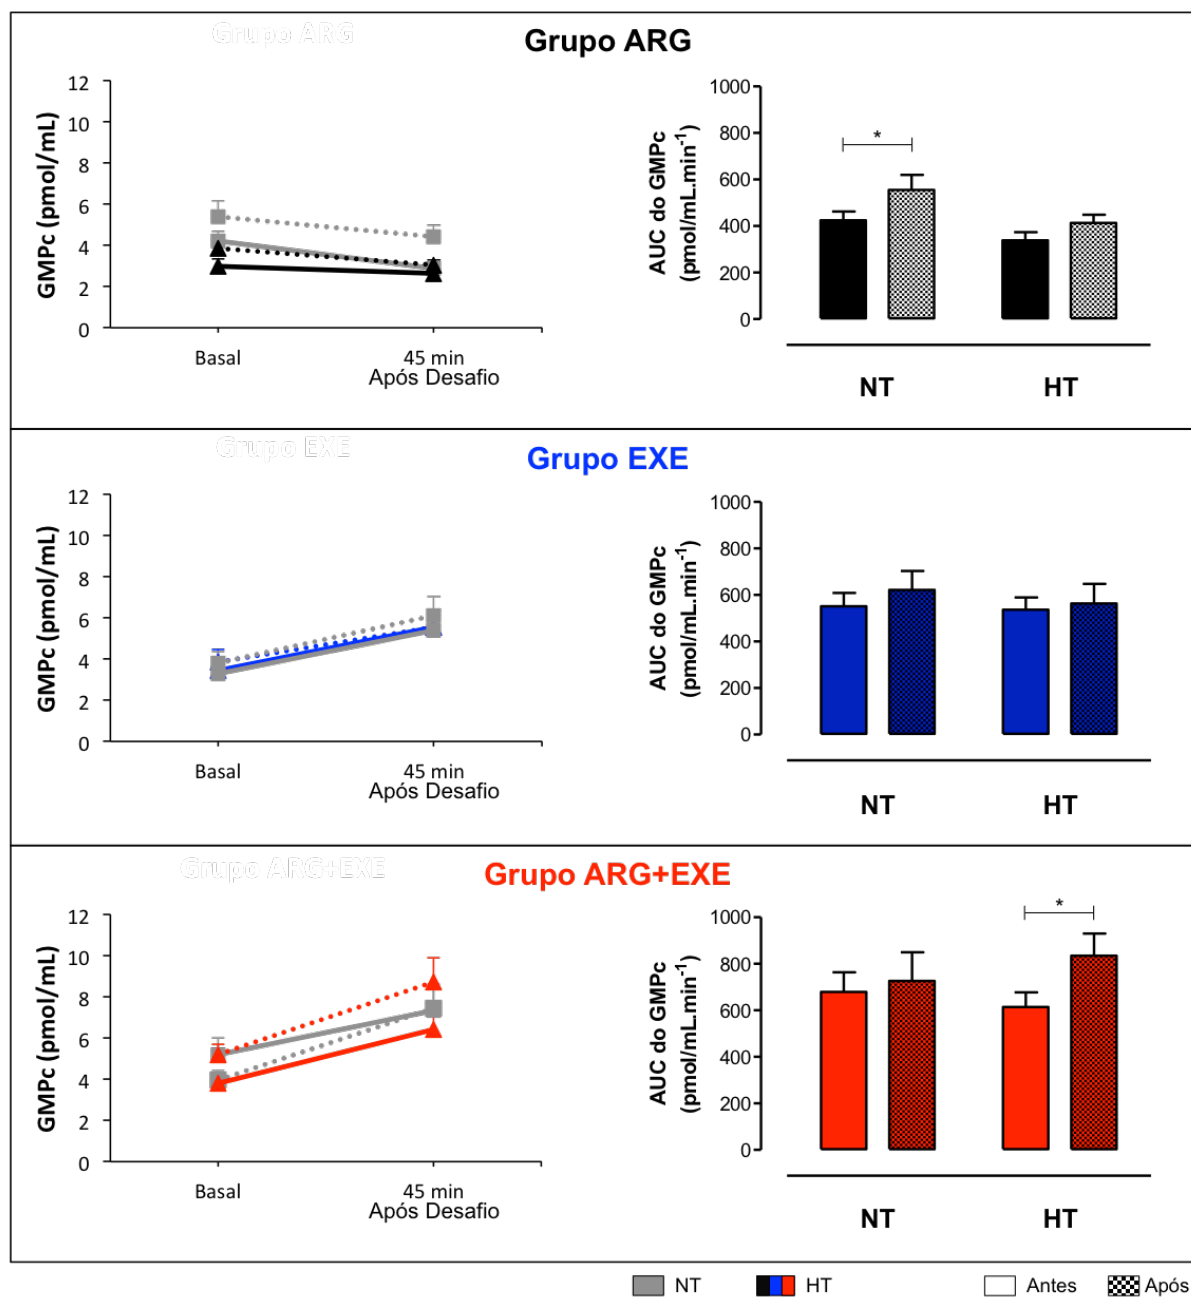 Grupo ARG
Grupo ARG
12
10
8
6
4
2
0
GMPc (pmol/mL)
Basal
45 min
Após Desafio
1000
800
600
400
200
0
AUC do GMPc
(pmol/mL.min-1)
*
NT
HT
Grupo EXE
Grupo EXE
12
10
8
6
4
2
0
GMPc (pmol/mL)
Basal
45 min
Após Desafio
1000
800
600
400
200
0
AUC do GMPc
(pmol/mL.min-1)
NT
HT
Grupo ARG+EXE
Grupo ARG+EXE
12
10
8
6
4
2
0
GMPc (pmol/mL)
Basal
45 min
Após Desafio
1000
800
600
400
200
0
AUC do GMPc
(pmol/mL.min-1)
*
NT
HT
NT
HT
Antes
Após